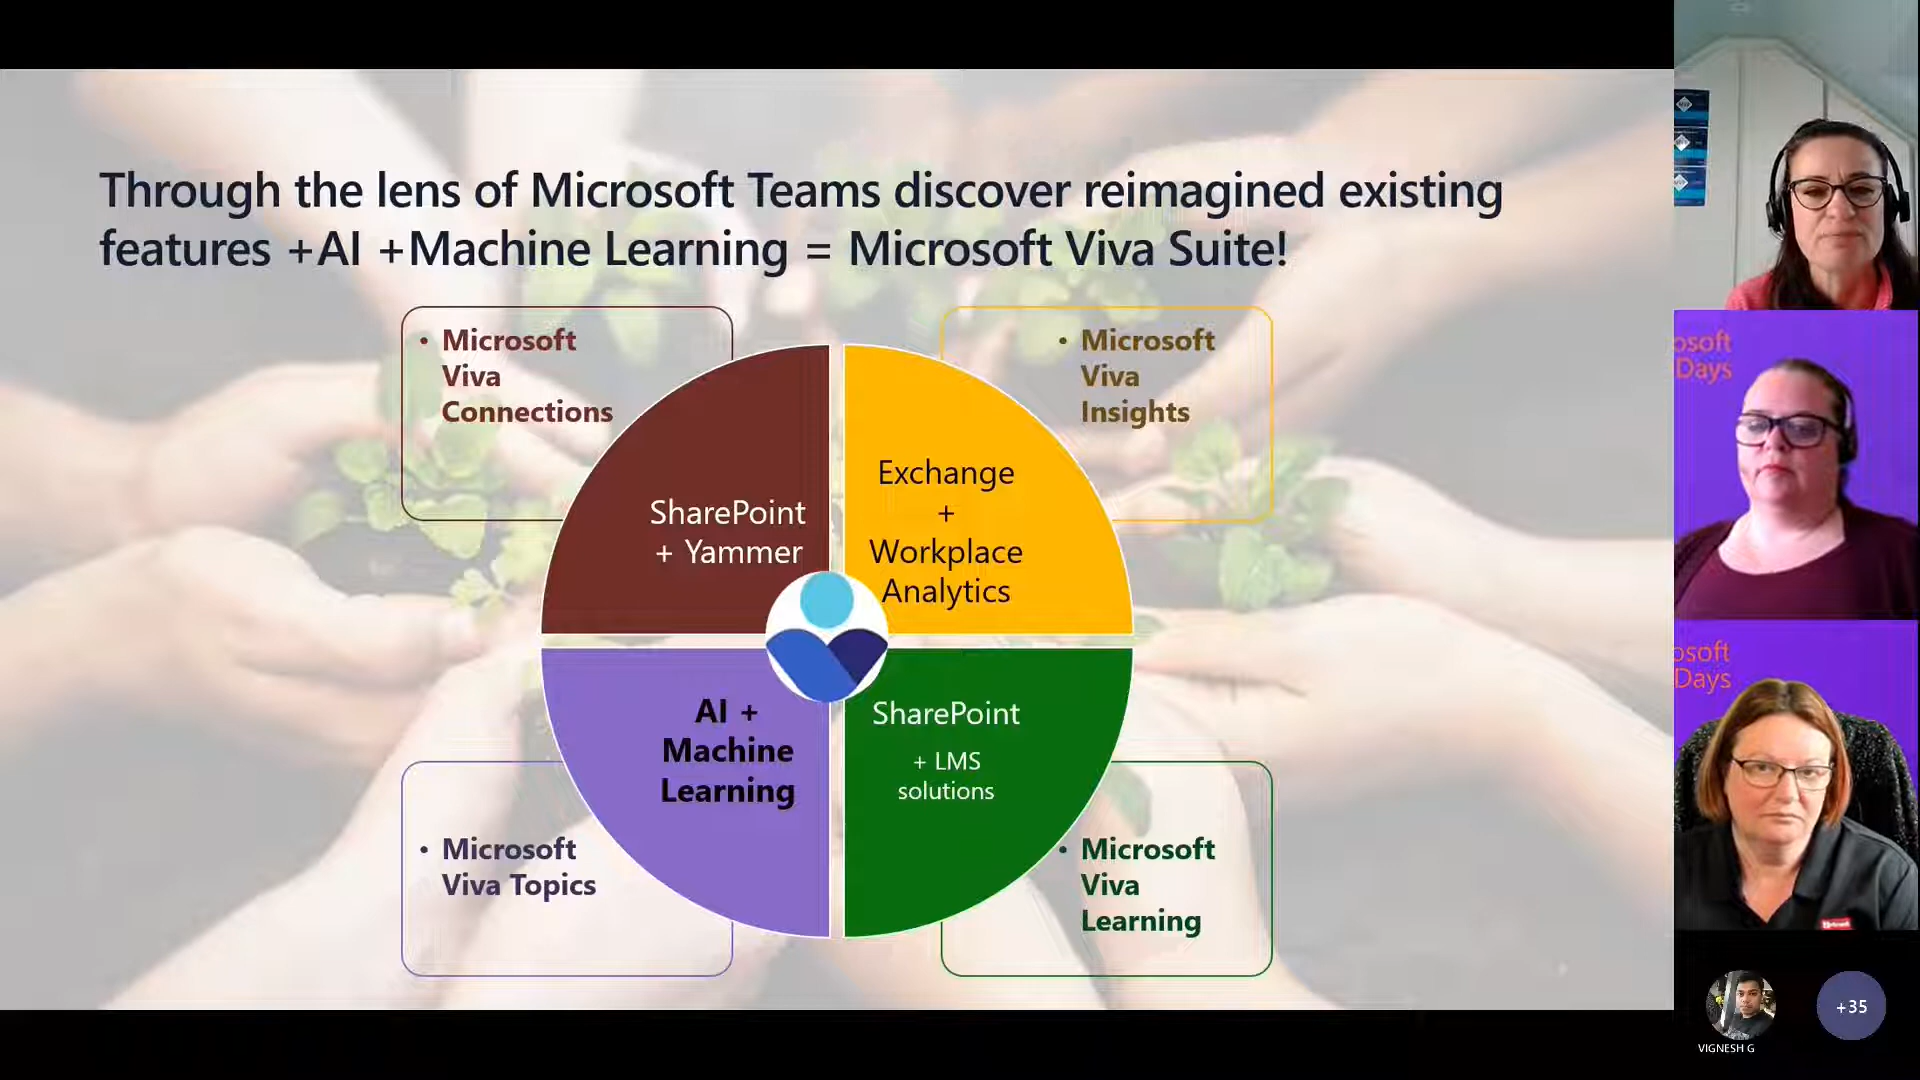 Through the lens of Microsoft Teams discover reimagined existing
features +AI +Machine Learning = Microsoft Viva Suite!
• Microsoft
Viva
Connections
• Microsoft
Viva
Insights
SharePoint
+ Yammer
Exchange
+
Workplace
Analytics
AI +
Machine
Learning
SharePoint
+ LMS
solutions
• Microsoft
Viva Topics
• Microsoft
Viva
Learning
osoft
Days
osoft
Days
+35
VIGNESH G